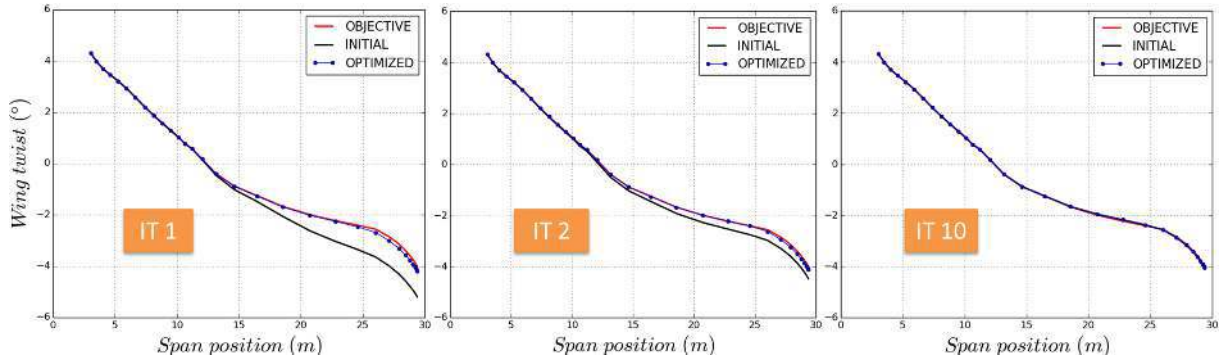 Wing twist (°)
6
4
2
0
−2
−4
−6
0 5 10 15 20 25 30
Span position (m)
OBJECTIVE
INITIAL
OPTIMIZED
IT 1
6
4
2
0
−2
−4
−6
0 5 10 15 20 25 30
Span position (m)
OBJECTIVE
INITIAL
OPTIMIZED
IT 2
6
4
2
0
−2
−4
−6
0 5 10 15 20 25 30
Span position (m)
OBJECTIVE
INITIAL
OPTIMIZED
IT 10